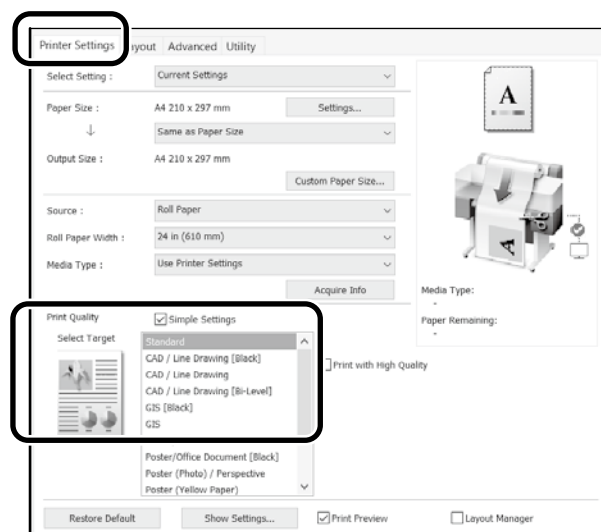 Printer Settings yout Advanced Utility
Select Setting : Current Settings
Paper Size : A4 210 x 297 mm Settings...
Same as Paper Size
Output Size : A4 210 x 297 mm
Custom Paper Size...
Source : Roll Paper
Roll Paper Width : 24 in (610 mm)
Media Type : Use Printer Settings
Acquire Info
Print Quality Simple Settings
Select Target
Standard
CAD / Line Drawing [Black]
CAD / Line Drawing
CAD / Line Drawing [Bi-Level]
GIS [Black]
GIS
Poster/Office Document [Black]
Poster (Photo) / Perspective
Poster (Yellow Paper)
Print with High Quality
A
Media Type:
-
Paper Remaining:
-
Restore Default Show Settings... Print Preview Layout Manager